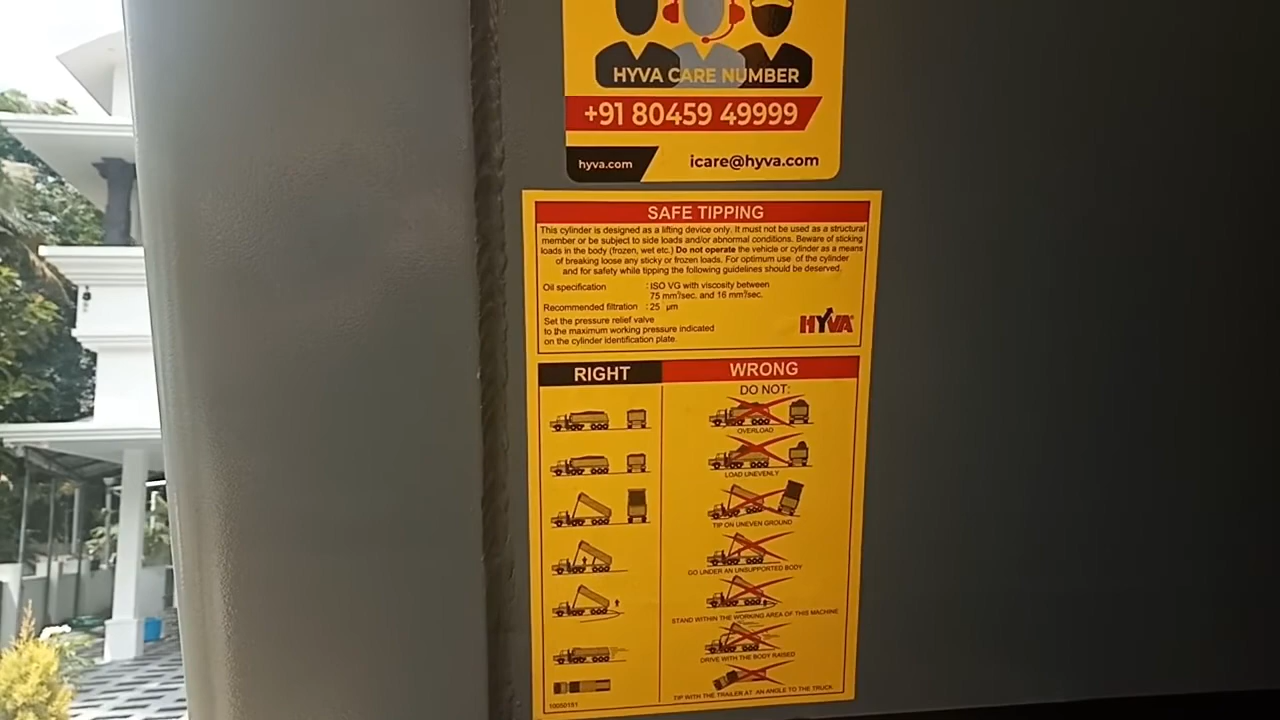 HYVA CARE NUMBER
+91 80459 49999
hyva.com
icare@hyva.com
SAFE TIPPING
This cylinder is designed as a lifting device only. It must not be used as a structural
member or be subject to side loads and/or abnormal conditions. Beware of sticking
loads in the body (frozen, wet etc.) Do not operate the vehicle or cylinder as a means
of breaking loose any sticky or frozen loads. For optimum use of the cylinder
and for safety while tipping the following guidelines should be deserved.
Oil specification : ISO VG with viscosity between
75 mm²/sec. and 16 mm²/sec.
Recommended filtration : 25 µm
Set the pressure relief valve
to the maximum working pressure indicated
on the cylinder identification plate.
HYVA
RIGHT
WRONG
DO NOT:
OVERLOAD
LOAD UNEVENLY
TIP ON UNEVEN GROUND
GO UNDER AN UNSUPPORTED BODY
STAND WITHIN THE WORKING AREA OF THIS MACHINE
DRIVE WITH THE BODY RAISED
TIP WITH THE TRAILER AT AN ANGLE TO THE TRUCK
10050151